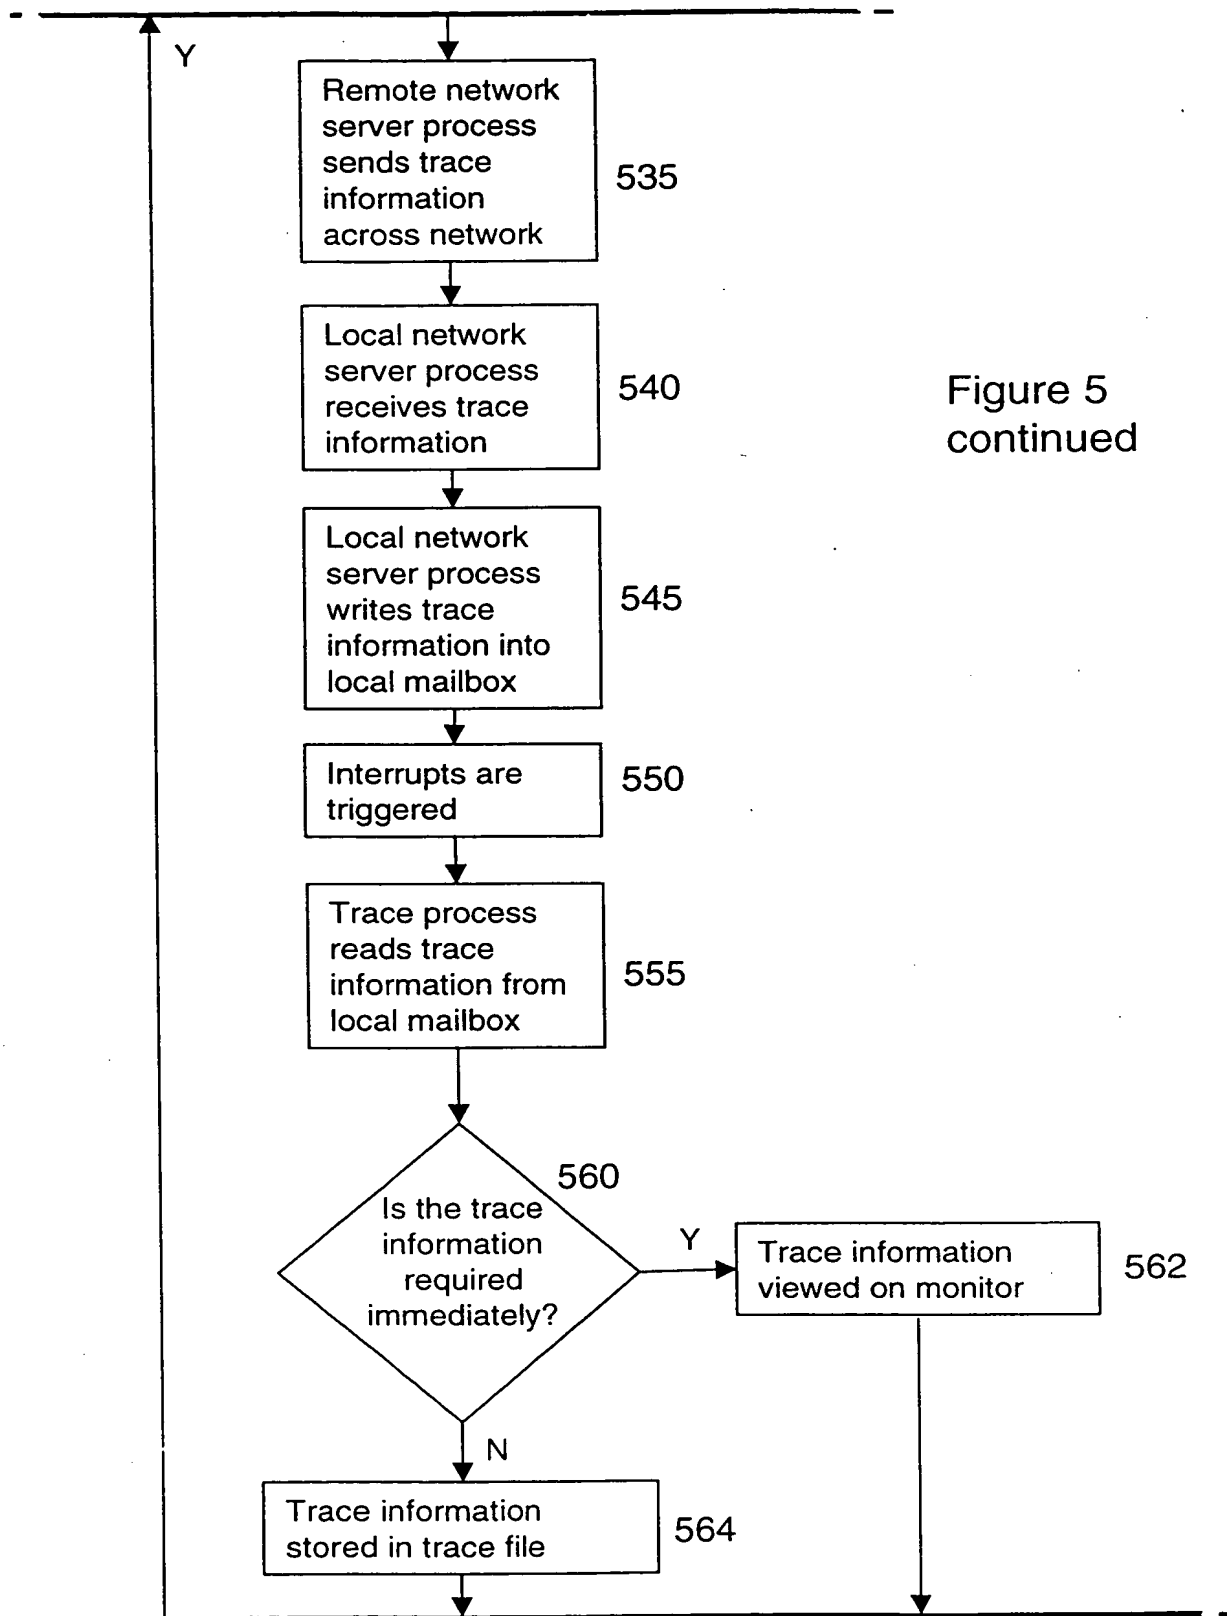 Y
Remote network
server process
sends trace
information
across network
535
Local network
server process
receives trace
information
540
Figure 5
continued
Local network
server process
writes trace
information into
local mailbox
545
Interrupts are
triggered
550
Trace process
reads trace
information from
local mailbox
555
560
Is the trace
information
required
immediately?
Y
Trace information
viewed on monitor
562
N
Trace information
stored in trace file
564